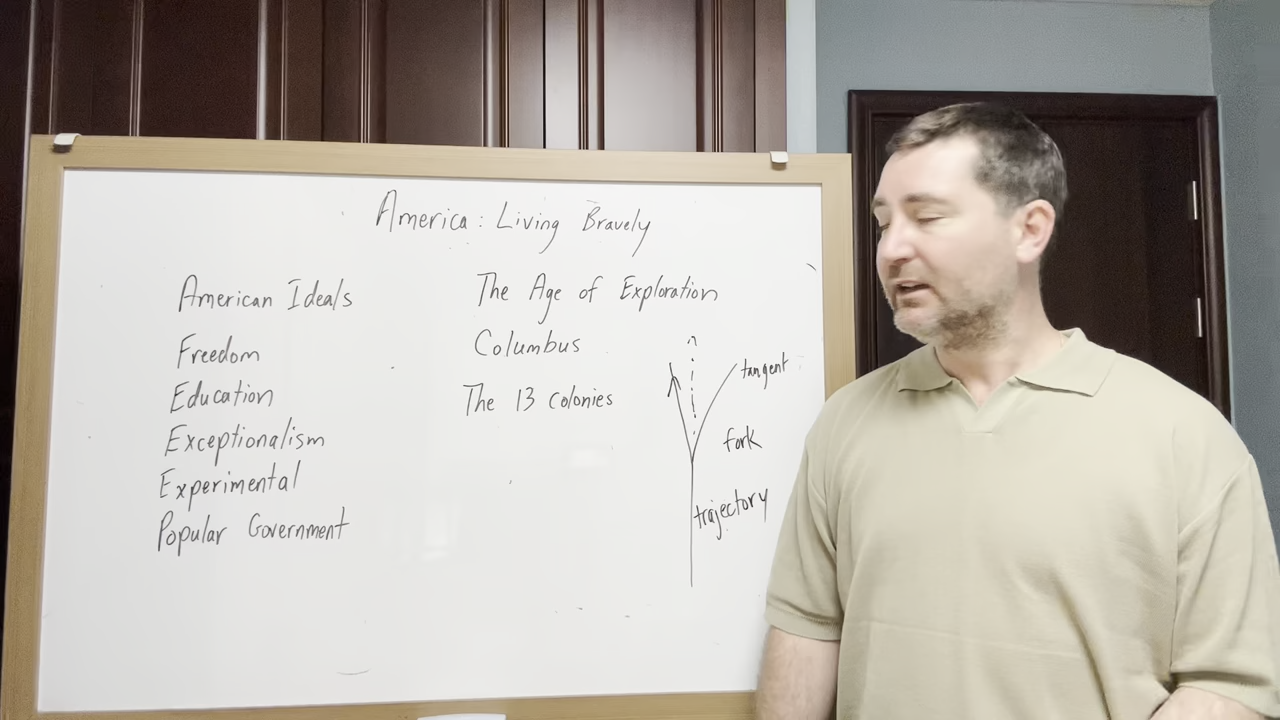 America: Living Bravely
American Ideals
Freedom
Education
Exceptionalism
Experimental
Popular Government
The Age of Exploration
Columbus
The 13 colonies
tangent
fork
trajectory